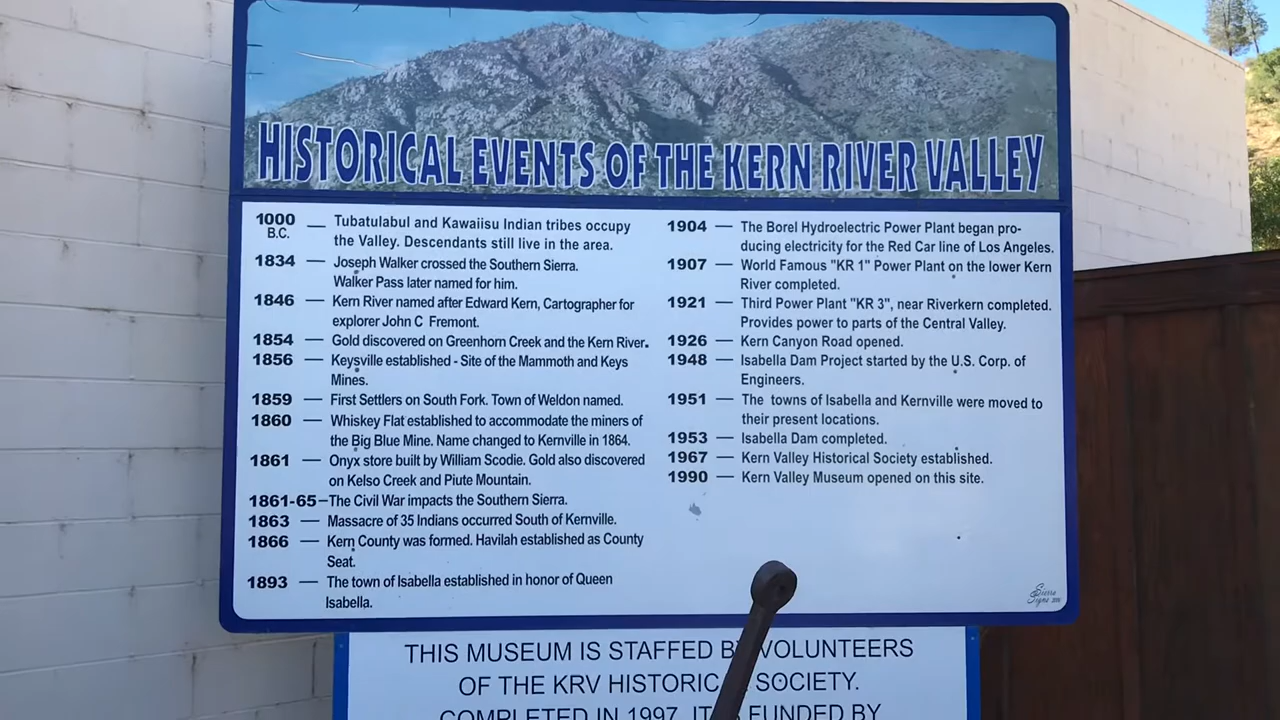 HISTORICAL EVENTS OF THE KERN RIVER VALLEY
1000 B.C. — Tubatulabul and Kawaiisu Indian tribes occupy
the Valley. Descendants still live in the area.
1834 — Joseph Walker crossed the Southern Sierra.
Walker Pass later named for him.
1846 — Kern River named after Edward Kern, Cartographer for
explorer John C Fremont.
1854 — Gold discovered on Greenhorn Creek and the Kern River.
1856 — Keysville established - Site of the Mammoth and Keys
Mines.
1859 — First Settlers on South Fork. Town of Weldon named.
1860 — Whiskey Flat established to accommodate the miners of
the Big Blue Mine. Name changed to Kernville in 1864.
1861 — Onyx store built by William Scodie. Gold also discovered
on Kelso Creek and Piute Mountain.
1861-65 — The Civil War impacts the Southern Sierra.
1863 — Massacre of 35 Indians occurred South of Kernville.
1866 — Kern County was formed. Havilah established as County
Seat.
1893 — The town of Isabella established in honor of Queen
Isabella.
1904 — The Borel Hydroelectric Power Plant began pro-
ducing electricity for the Red Car line of Los Angeles.
1907 — World Famous "KR 1" Power Plant on the lower Kern
River completed.
1921 — Third Power Plant "KR 3", near Riverkern completed.
Provides power to parts of the Central Valley.
1926 — Kern Canyon Road opened.
1948 — Isabella Dam Project started by the U.S. Corp. of
Engineers.
1951 — The towns of Isabella and Kernville were moved to
their present locations.
1953 — Isabella Dam completed.
1967 — Kern Valley Historical Society established.
1990 — Kern Valley Museum opened on this site.
Sierra
Signs
THIS MUSEUM IS STAFFED BY VOLUNTEERS
OF THE KRV HISTORICAL SOCIETY.
COMPLETED IN 1997, IT IS FUNDED BY